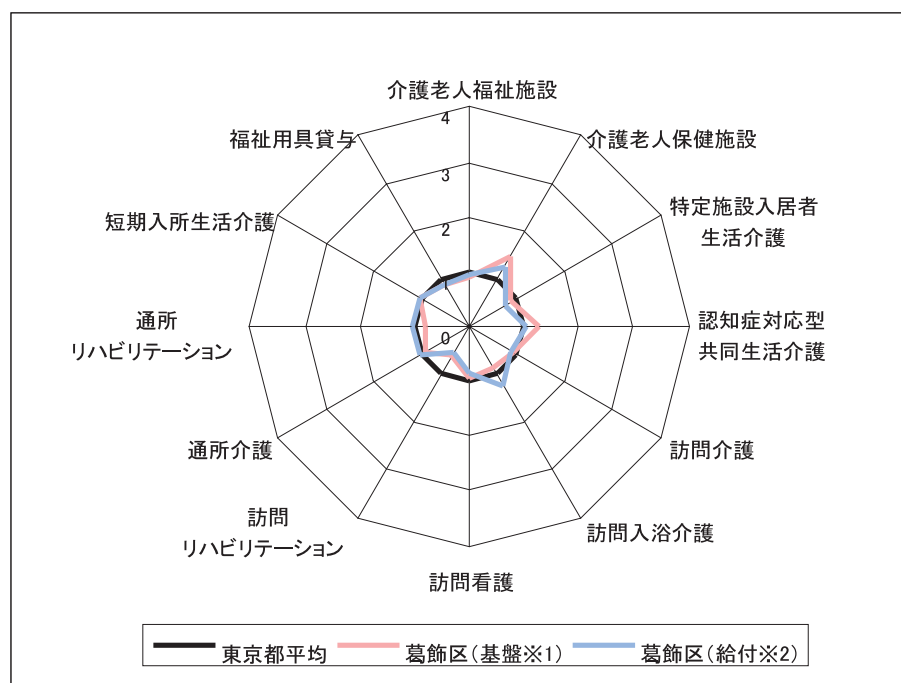 介護老人福祉施設
介護老人保健施設
特定施設入居者
生活介護
認知症対応型
共同生活介護
訪問介護
訪問入浴介護
訪問看護
訪問
リハビリテーション
通所介護
通所
リハビリテーション
短期入所生活介護
福祉用具貸与
4
3
2
1
0
東京都平均
葛飾区(基盤※1)
葛飾区(給付※2)